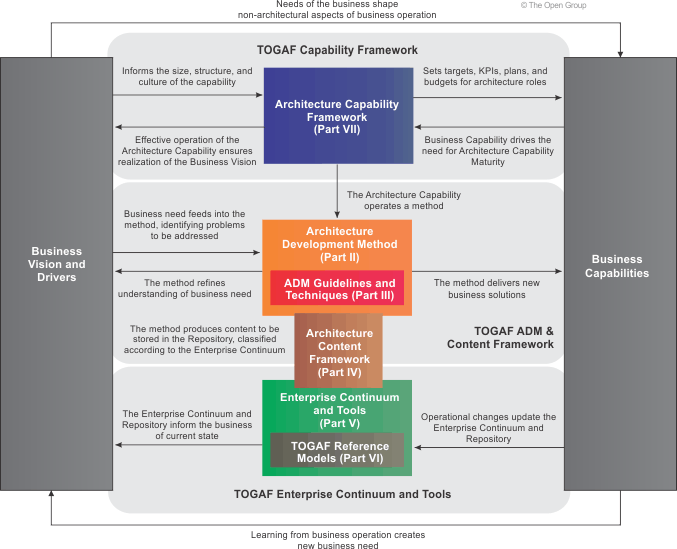 Needs of the business shape
non-architectural aspects of business operation
© The Open Group
TOGAF Capability Framework
Informs the size, structure, and
culture of the capability
Architecture Capability
Framework
(Part VII)
Sets targets, KPIs, plans, and
budgets for architecture roles
Effective operation of the
Architecture Capability ensures
realization of the Business Vision
Business Capability drives the
need for Architecture Capability
Maturity
The Architecture Capability
operates a method
Business need feeds into the
method, identifying problems
to be addressed
Architecture
Development Method
(Part II)
Business
Vision and
Drivers
Business
Capabilities
The method refines
understanding of business need
ADM Guidelines and
Techniques (Part III)
The method delivers new
business solutions
The method produces content to be
stored in the Repository, classified
according to the Enterprise Continuum
Architecture
Content
Framework
(Part IV)
TOGAF ADM &
Content Framework
Enterprise Continuum
and Tools
(Part V)
The Enterprise Continuum and
Repository inform the business
of current state
TOGAF Reference
Models (Part VI)
Operational changes update the
Enterprise Continuum and
Repository
TOGAF Enterprise Continuum and Tools
Learning from business operation creates
new business need